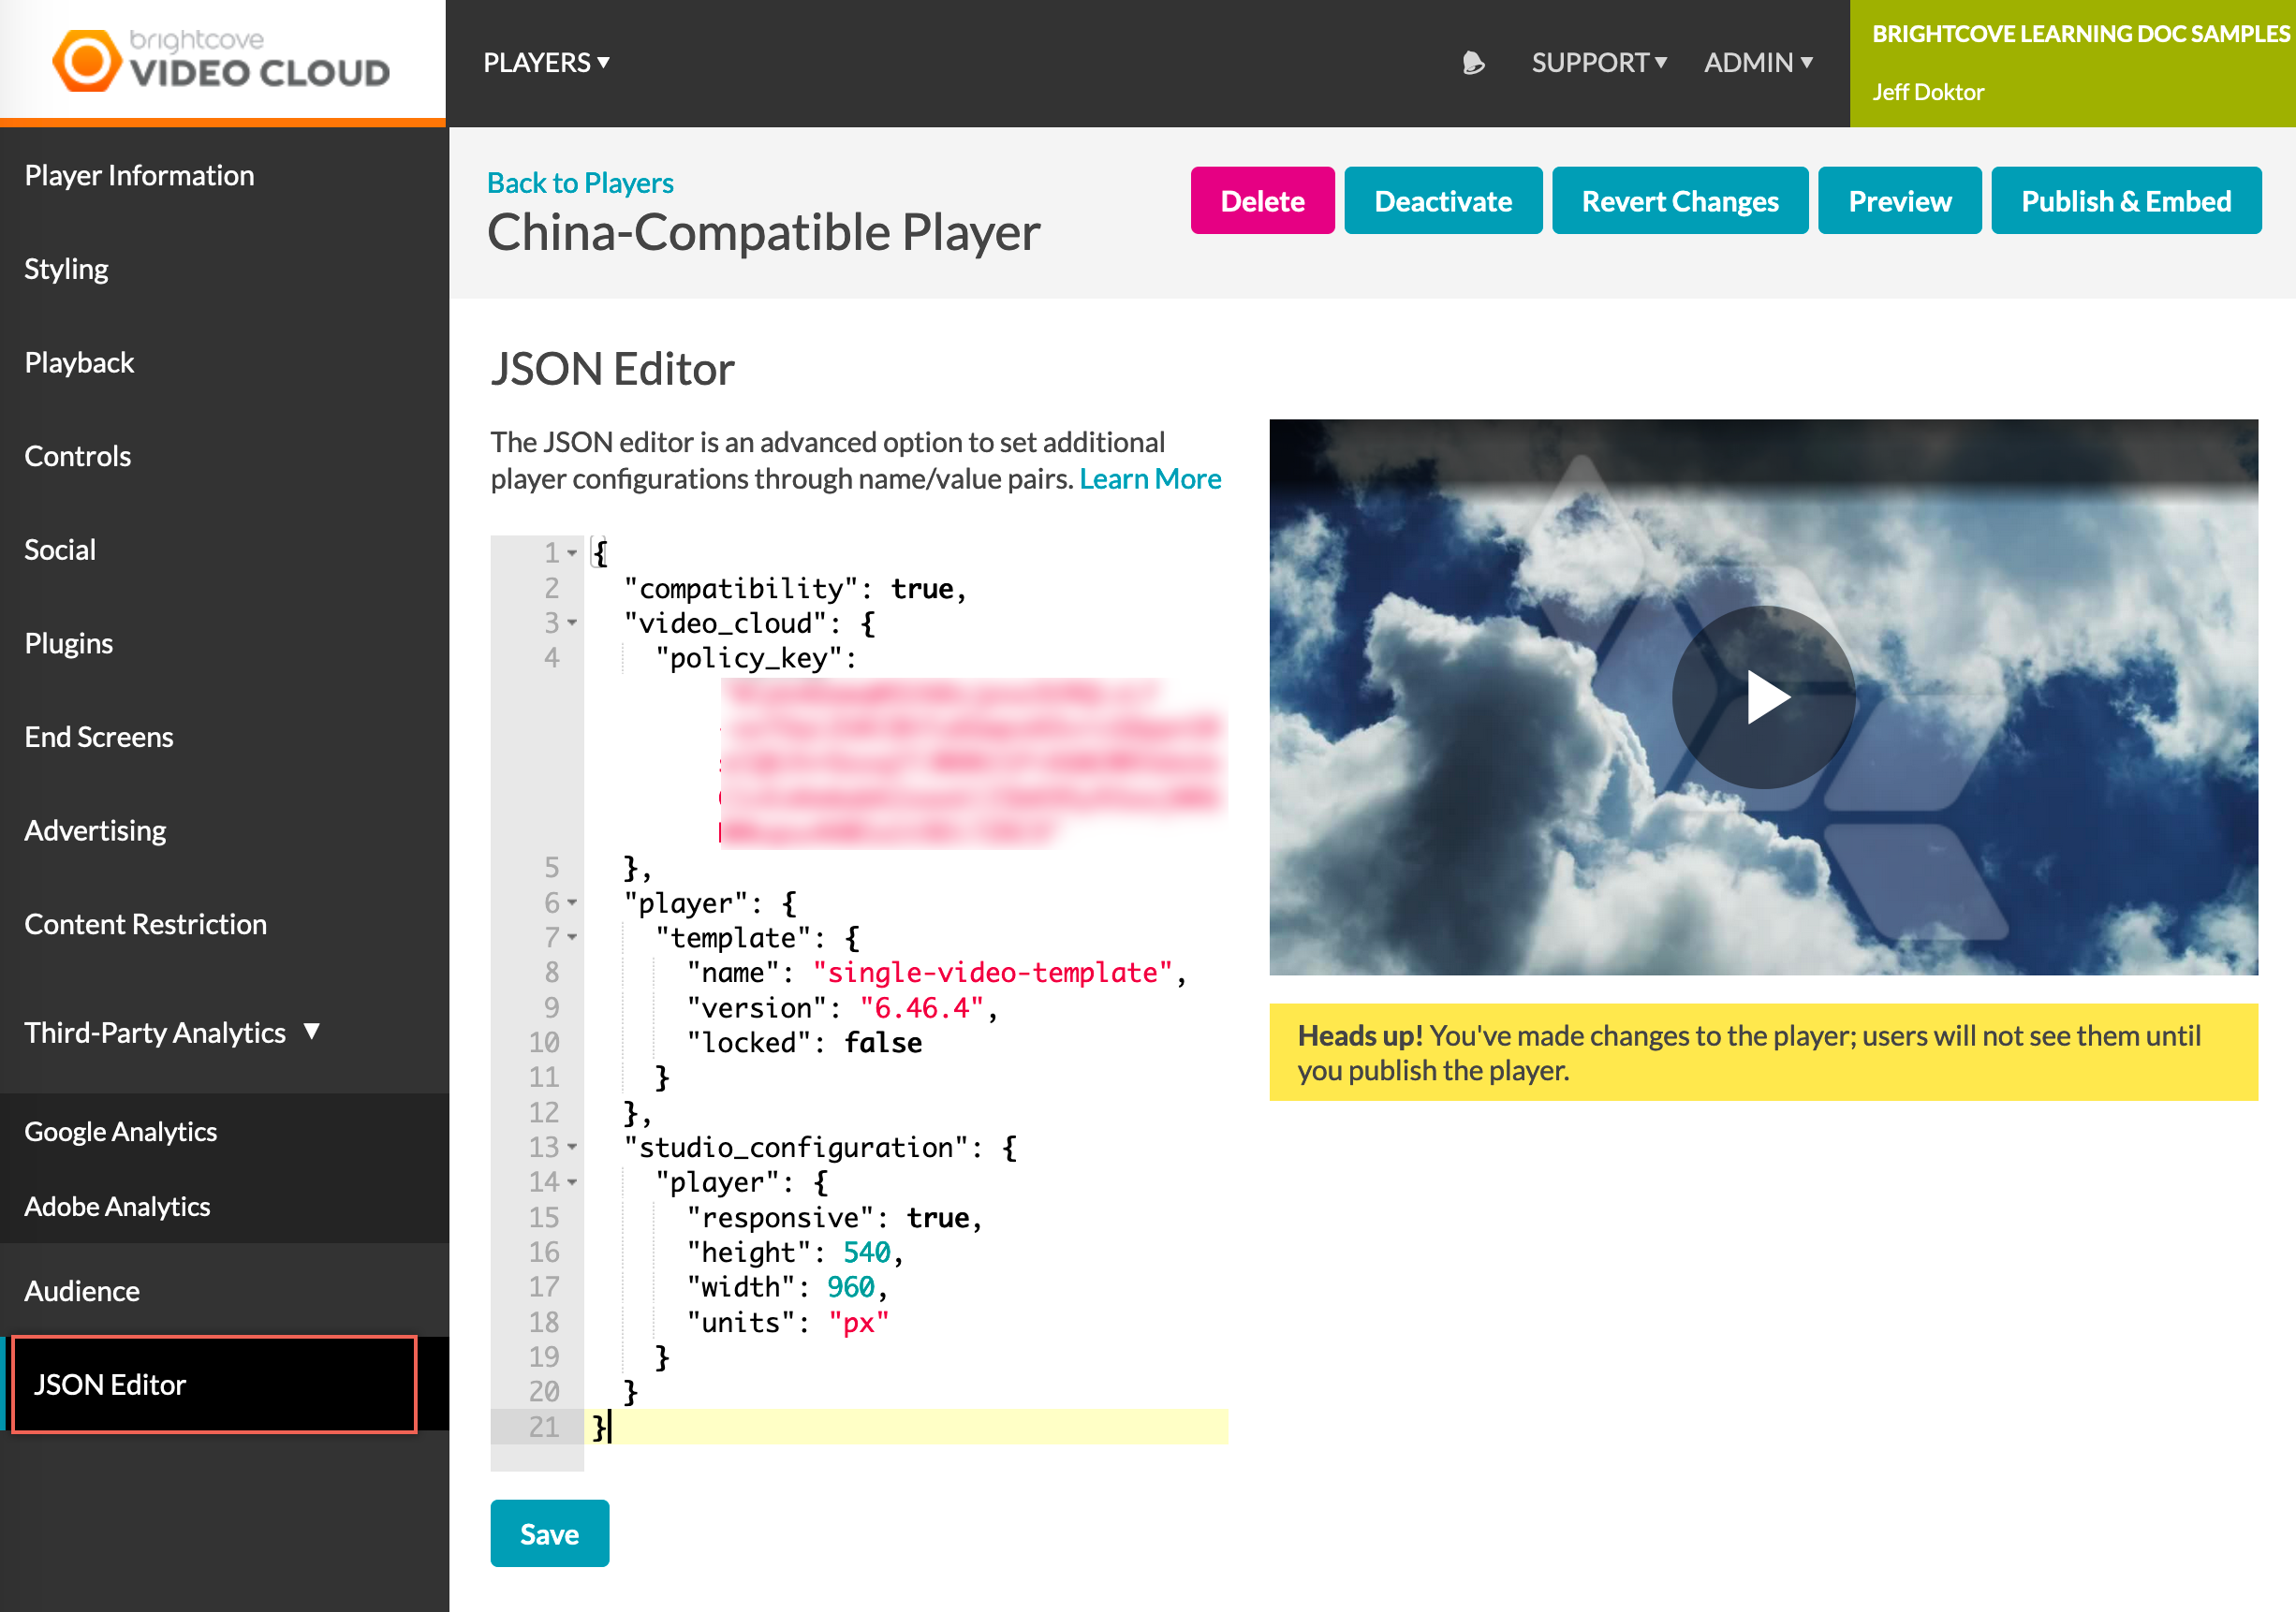 brightcove
VIDEO CLOUD
PLAYERS ▼
SUPPORT ▼
ADMIN ▼
BRIGHTCOVE LEARNING DOC SAMPLES
Jeff Doktor
Player Information
Styling
Playback
Controls
Social
Plugins
End Screens
Advertising
Content Restriction
Third-Party Analytics ▼
Google Analytics
Adobe Analytics
Audience
JSON Editor
Back to Players
China-Compatible Player
Delete
Deactivate
Revert Changes
Preview
Publish & Embed
JSON Editor
The JSON editor is an advanced option to set additional
player configurations through name/value pairs. Learn More
1 {
2 "compatibility": true,
3 "video_cloud": {
4 "policy_key":
5 },
6 "player": {
7 "template": {
8 "name": "single-video-template",
9 "version": "6.46.4",
10 "locked": false
11 }
12 },
13 "studio_configuration": {
14 "player": {
15 "responsive": true,
16 "height": 540,
17 "width": 960,
18 "units": "px"
19 }
20 }
21 }
Save
Heads up! You've made changes to the player; users will not see them until
you publish the player.